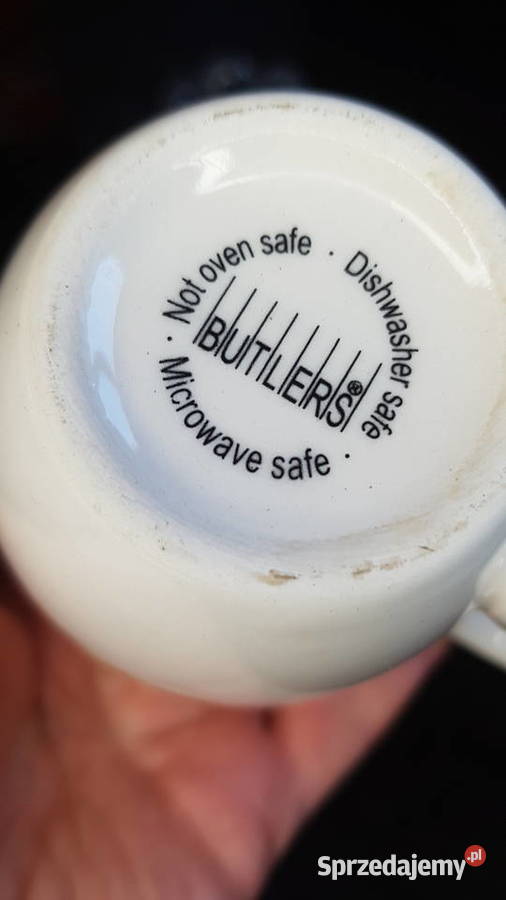 Not oven safe · Dishwasher safe · Microwave safe ·
BUTLERS®
Sprzedajemy.pl